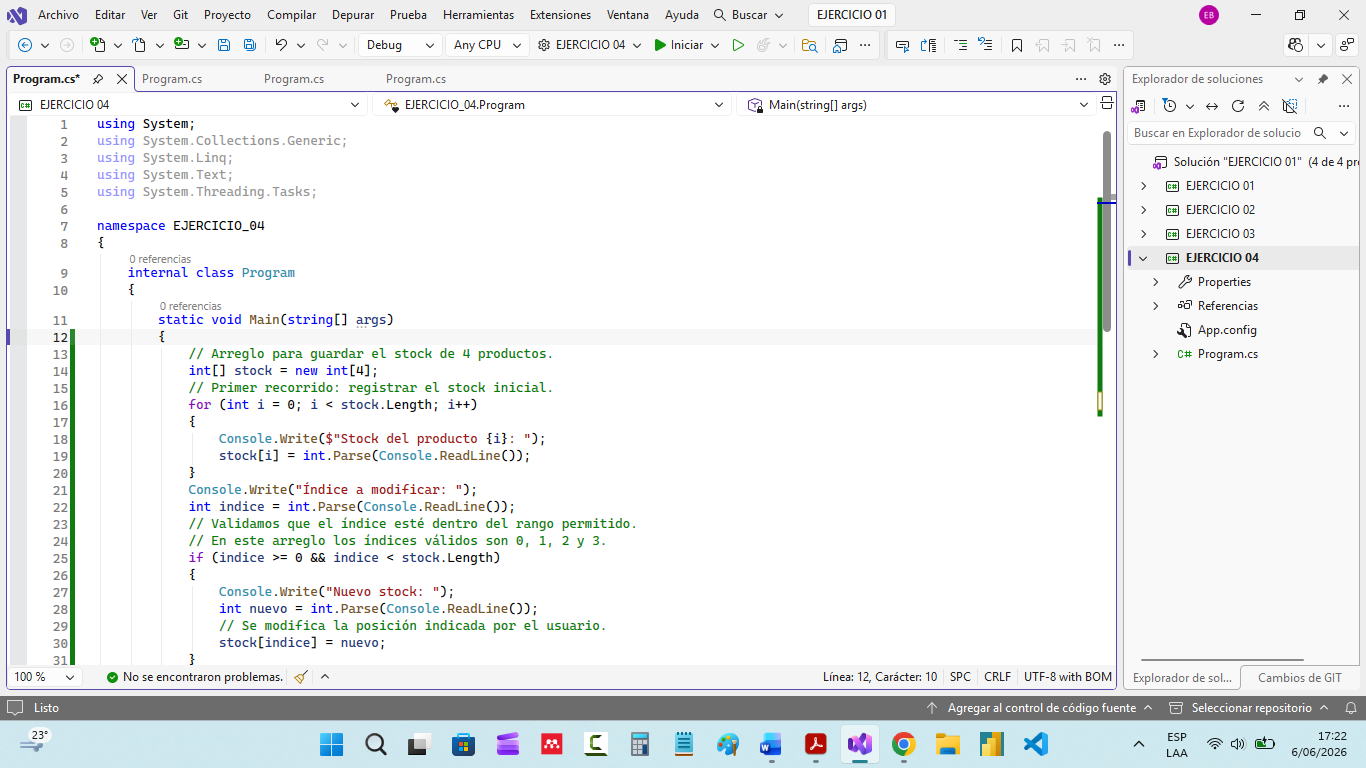 Archivo Editar Ver Git Proyecto Compilar Depurar Prueba Herramientas Extensiones Ventana Ayuda Buscar EJERCICIO 01 EB
Debug Any CPU EJERCICIO 04 Iniciar
Program.cs* Program.cs Program.cs Program.cs
EJERCICIO 04 EJERCICIO_04.Program Main(string[] args)
1 using System;
2 using System.Collections.Generic;
3 using System.Linq;
4 using System.Text;
5 using System.Threading.Tasks;
6
7 namespace EJERCICIO_04
8 {
0 referencias
9 internal class Program
10 {
0 referencias
11 static void Main(string[] args)
12 {
13 // Arreglo para guardar el stock de 4 productos.
14 int[] stock = new int[4];
15 // Primer recorrido: registrar el stock inicial.
16 for (int i = 0; i < stock.Length; i++)
17 {
18 Console.Write($"Stock del producto {i}: ");
19 stock[i] = int.Parse(Console.ReadLine());
20 }
21 Console.Write("Índice a modificar: ");
22 int indice = int.Parse(Console.ReadLine());
23 // Validamos que el índice esté dentro del rango permitido.
24 // En este arreglo los índices válidos son 0, 1, 2 y 3.
25 if (indice >= 0 && indice < stock.Length)
26 {
27 Console.Write("Nuevo stock: ");
28 int nuevo = int.Parse(Console.ReadLine());
29 // Se modifica la posición indicada por el usuario.
30 stock[indice] = nuevo;
31 }
100 % No se encontraron problemas. Línea: 12, Carácter: 10 SPC CRLF UTF-8 with BOM
Explorador de soluciones
Buscar en Explorador de solucio
Solución "EJERCICIO 01" (4 de 4 pr
EJERCICIO 01
EJERCICIO 02
EJERCICIO 03
EJERCICIO 04
Properties
Referencias
App.config
C# Program.cs
Explorador de sol... Cambios de GIT
Listo Agregar al control de código fuente Seleccionar repositorio
23° ESP LAA 17:22 6/06/2026